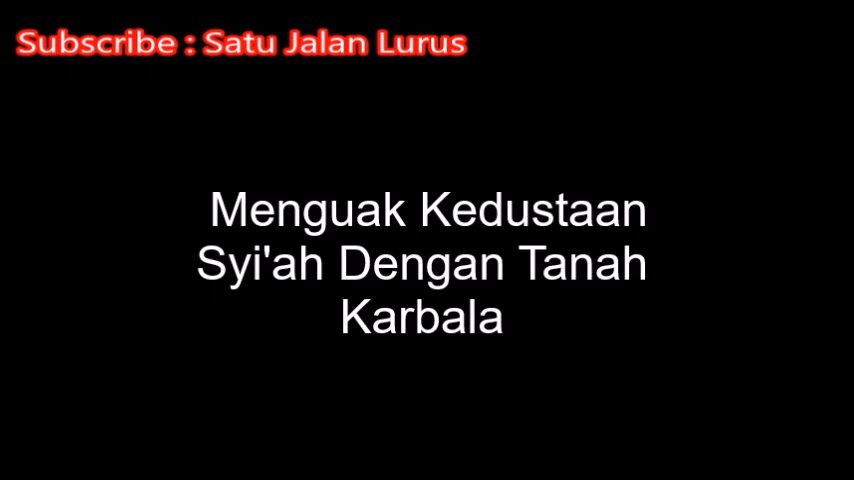 Subscribe : Satu Jalan Lurus
Menguak Kedustaan
Syi'ah Dengan Tanah
Karbala